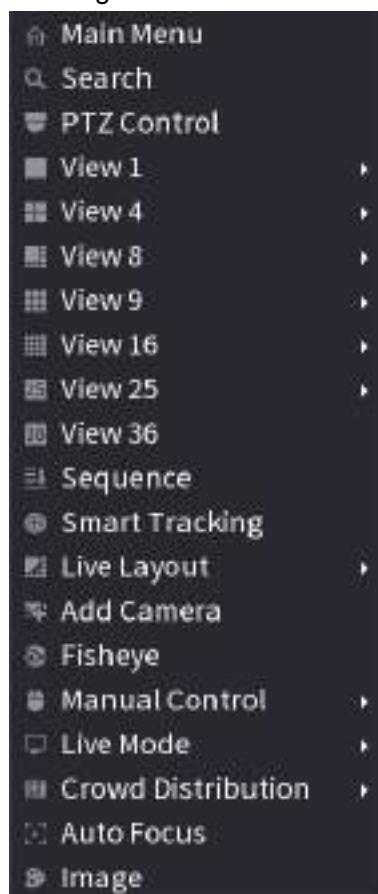 Main Menu
Search
PTZ Control
View 1
View 4
View 8
View 9
View 16
View 25
View 36
Sequence
Smart Tracking
Live Layout
Add Camera
Fisheye
Manual Control
Live Mode
Crowd Distribution
Auto Focus
Image